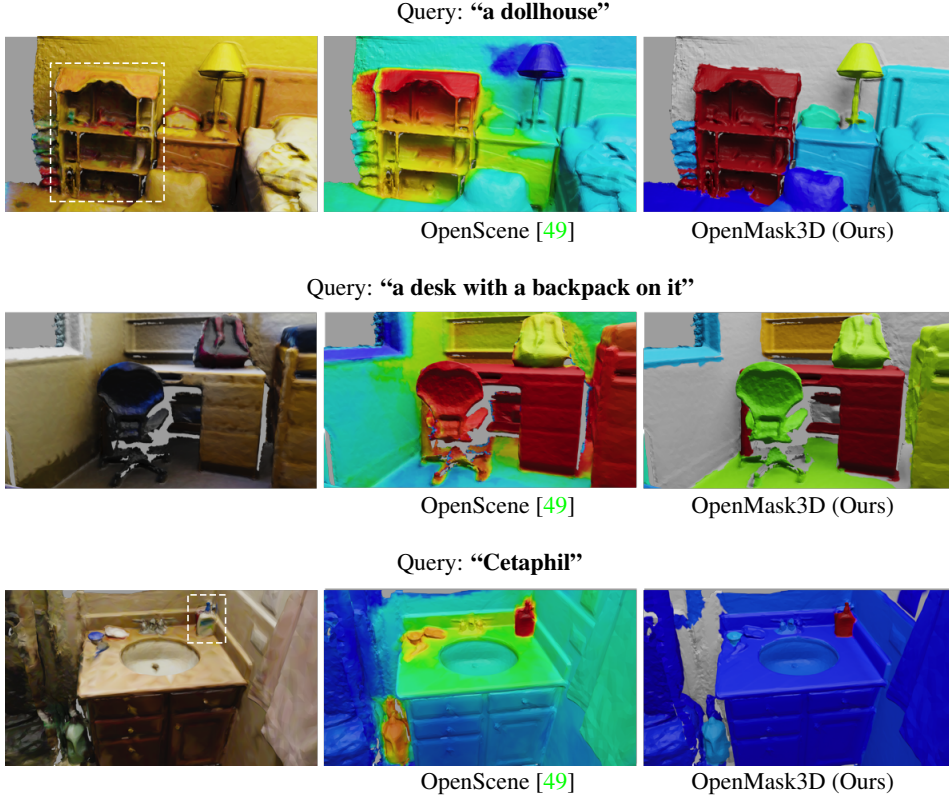 Query: “a dollhouse”
OpenScene [49]
OpenMask3D (Ours)
Query: “a desk with a backpack on it”
OpenScene [49]
OpenMask3D (Ours)
Query: “Cetaphil”
OpenScene [49]
OpenMask3D (Ours)